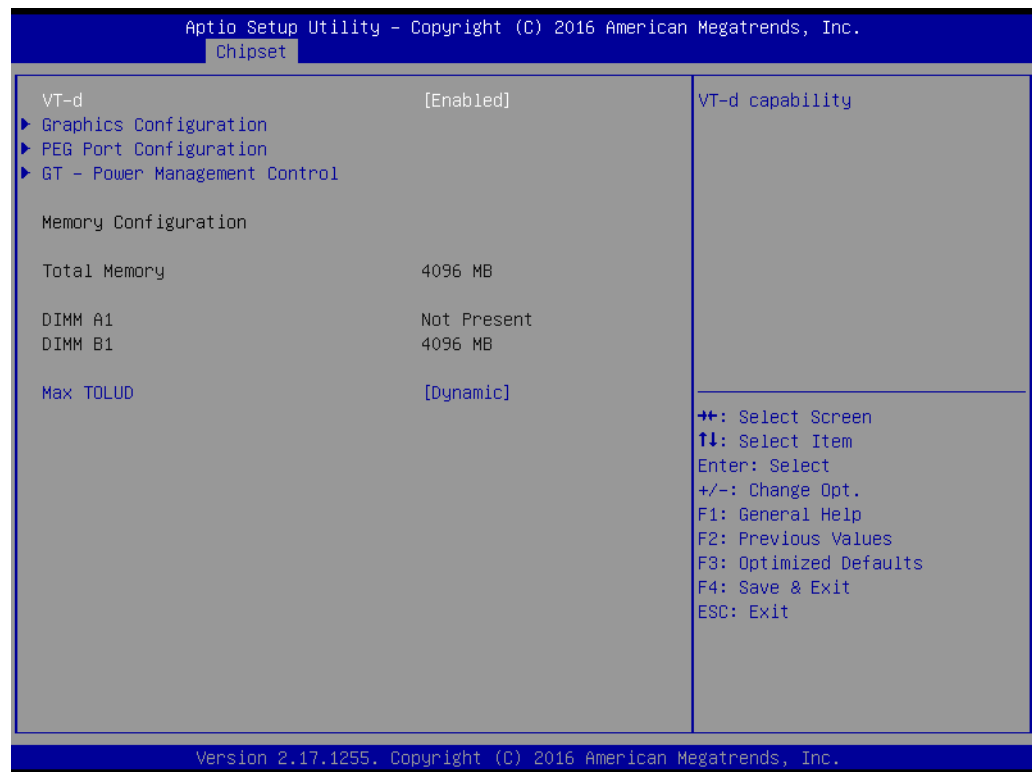 Aptio Setup Utility – Copyright (C) 2016 American Megatrends, Inc.
Chipset
VT-d [Enabled]
Graphics Configuration
PEG Port Configuration
GT – Power Management Control
Memory Configuration
Total Memory 4096 MB
DIMM A1 Not Present
DIMM B1 4096 MB
Max TOLUD [Dynamic]
VT-d capability
→←: Select Screen
↑↓: Select Item
Enter: Select
+/-: Change Opt.
F1: General Help
F2: Previous Values
F3: Optimized Defaults
F4: Save & Exit
ESC: Exit
Version 2.17.1255. Copyright (C) 2016 American Megatrends, Inc.